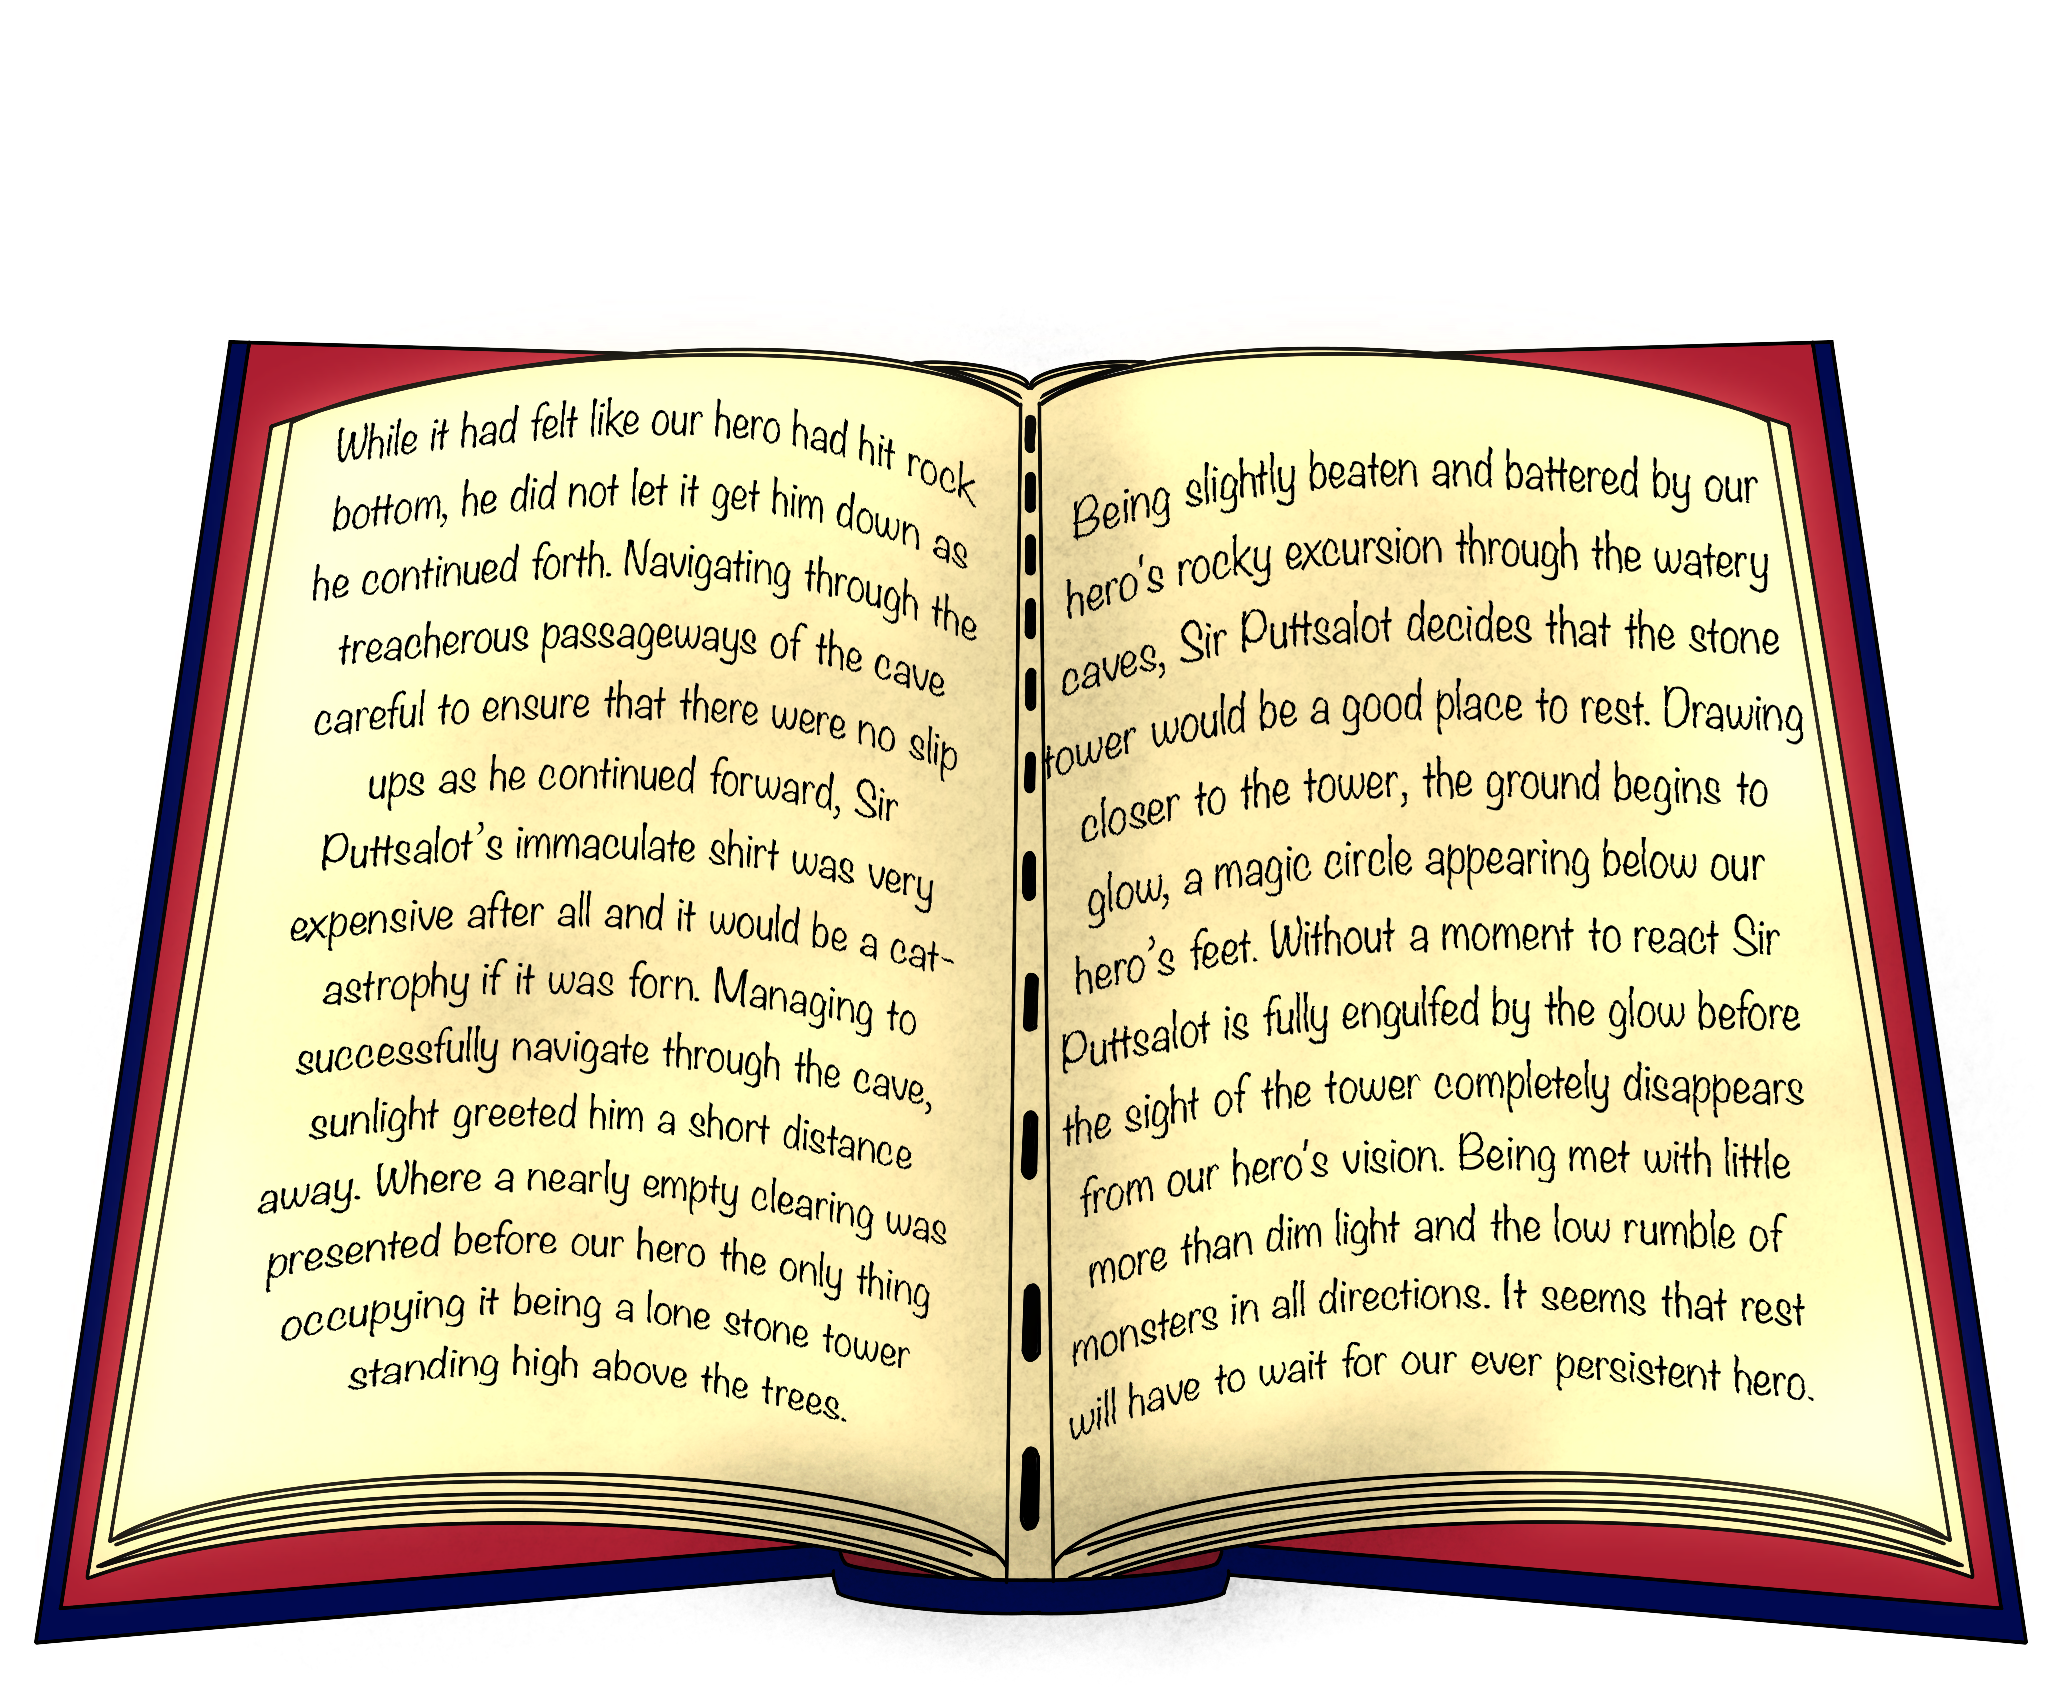 While it had felt like our hero had hit rock
bottom, he did not let it get him down as
he continued forth. Navigating through the
treacherous passageways of the cave
careful to ensure that there were no slip
ups as he continued forward, Sir
Puttsalot's immaculate shirt was very
expensive after all and it would be a cat-
astrophy if it was forn. Managing to
successfully navigate through the cave,
sunlight greeted him a short distance
away. Where a nearly empty clearing was
presented before our hero the only thing
occupying it being a lone stone tower
standing high above the trees.
Being slightly beaten and battered by our
hero's rocky excursion through the watery
caves, Sir Puttsalot decides that the stone
tower would be a good place to rest. Drawing
closer to the tower, the ground begins to
glow, a magic circle appearing below our
hero's feet. Without a moment to react Sir
Puttsalot is fully engulfed by the glow before
the sight of the tower completely disappears
from our hero's vision. Being met with little
more than dim light and the low rumble of
monsters in all directions. It seems that rest
will have to wait for our ever persistent hero.